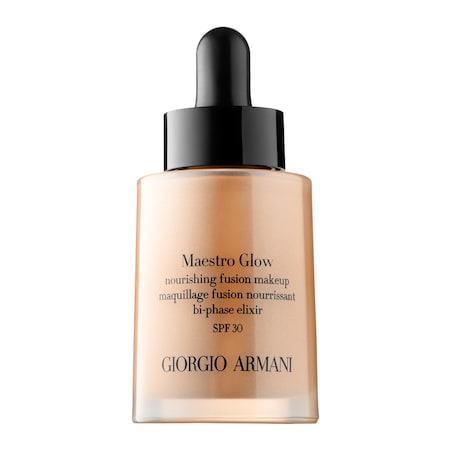 Maestro Glow
nourishing fusion makeup
maquillage fusion nourrissant
bi-phase elixir
SPF 30
GIORGIO ARMANI